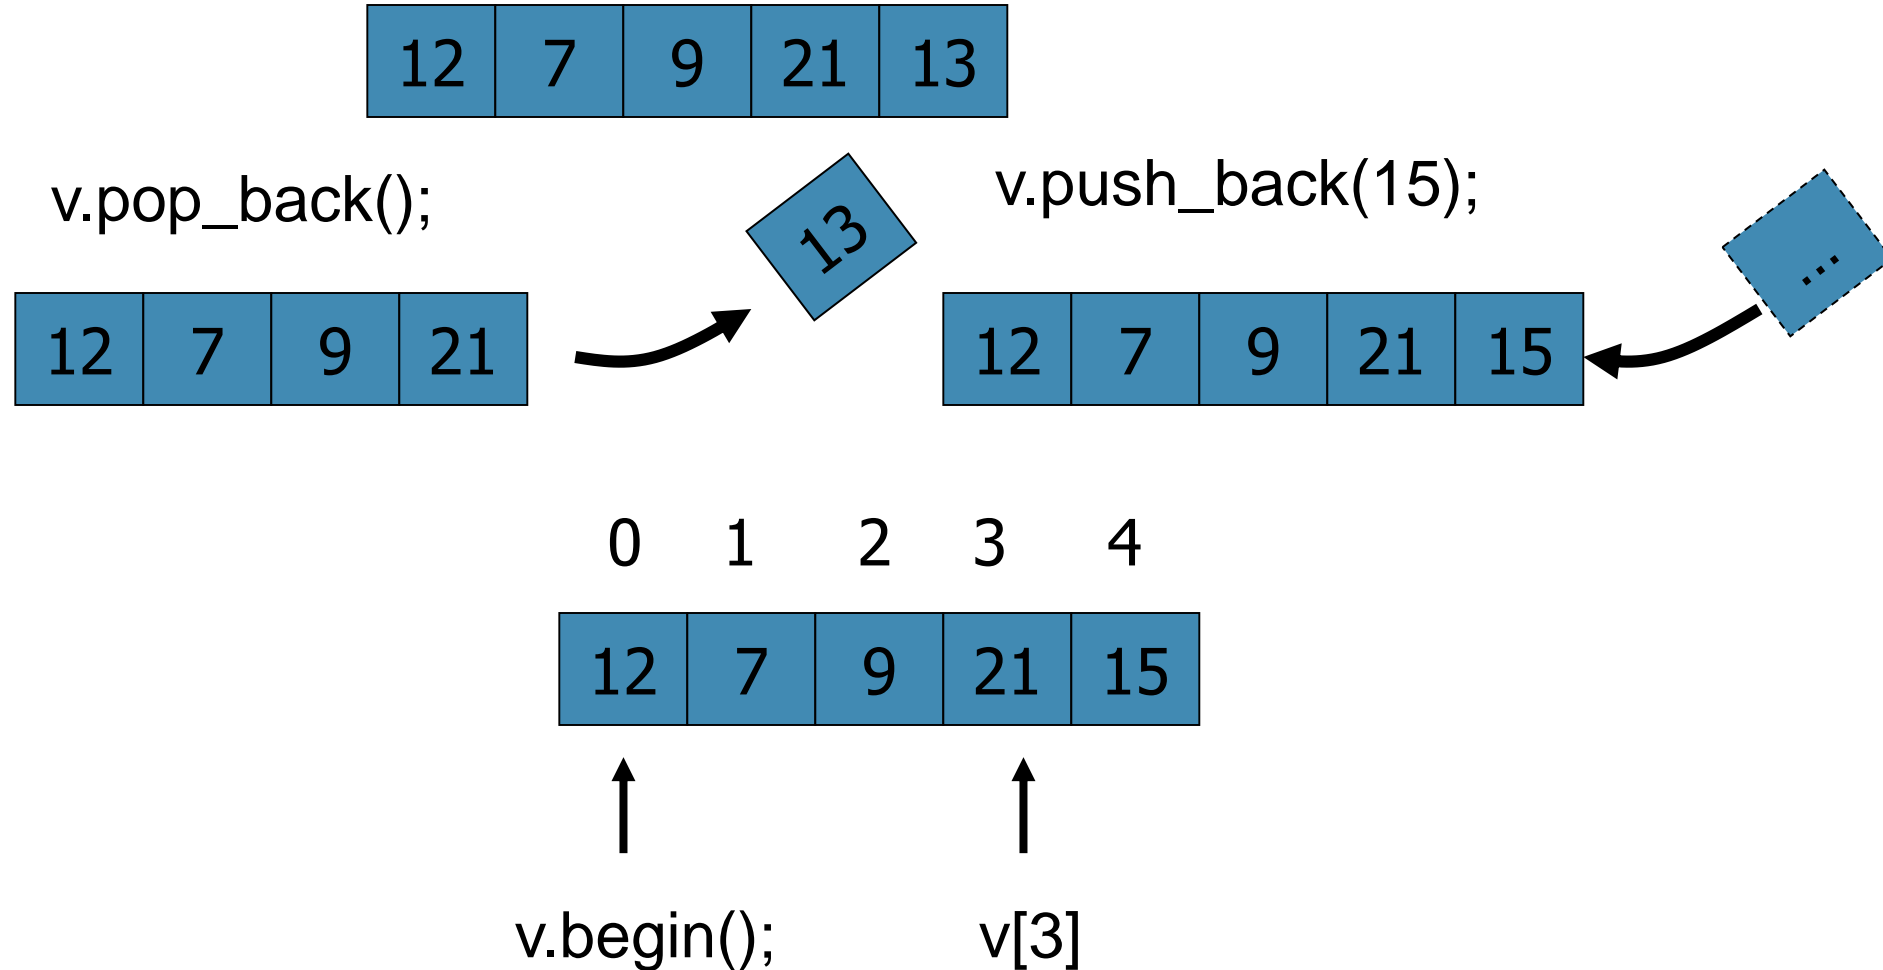 12 7 9 21 13
v.pop_back();
13
v.push_back(15);
...
12 7 9 21
12 7 9 21 15
0 1 2 3 4
12 7 9 21 15
v.begin(); v[3]